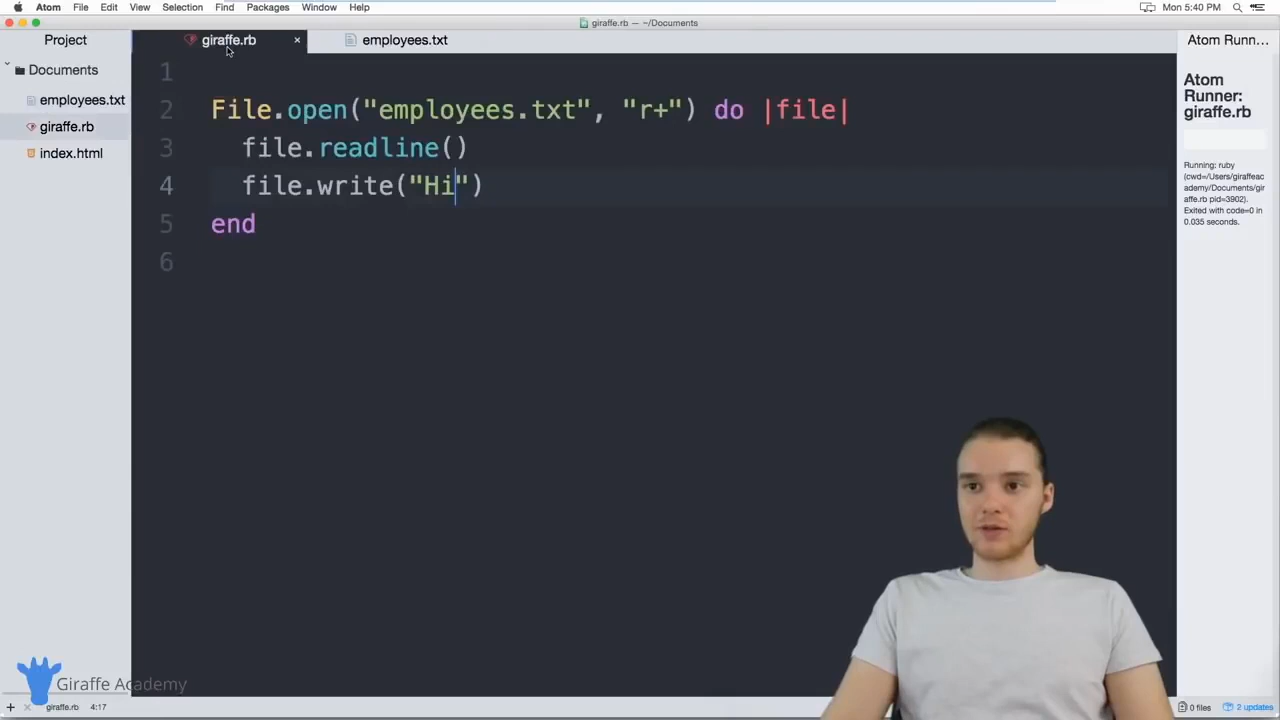 Atom File Edit View Selection Find Packages Window Help Mon 5:40 PM
giraffe.rb — ~/Documents
Project
giraffe.rb ×
employees.txt
Atom Runn...
Documents
employees.txt
giraffe.rb
index.html
1
2 File.open("employees.txt", "r+") do |file|
3 file.readline()
4 file.write("Hi")
5 end
6
Atom
Runner:
giraffe.rb
Running: ruby
(cwd=/Users/giraffeac
ademy/Documents/gir
affe.rb pid=3902).
Exited with code=0 in
0.035 seconds.
Giraffe Academy
+ × giraffe.rb 4:17
0 files 2 updates